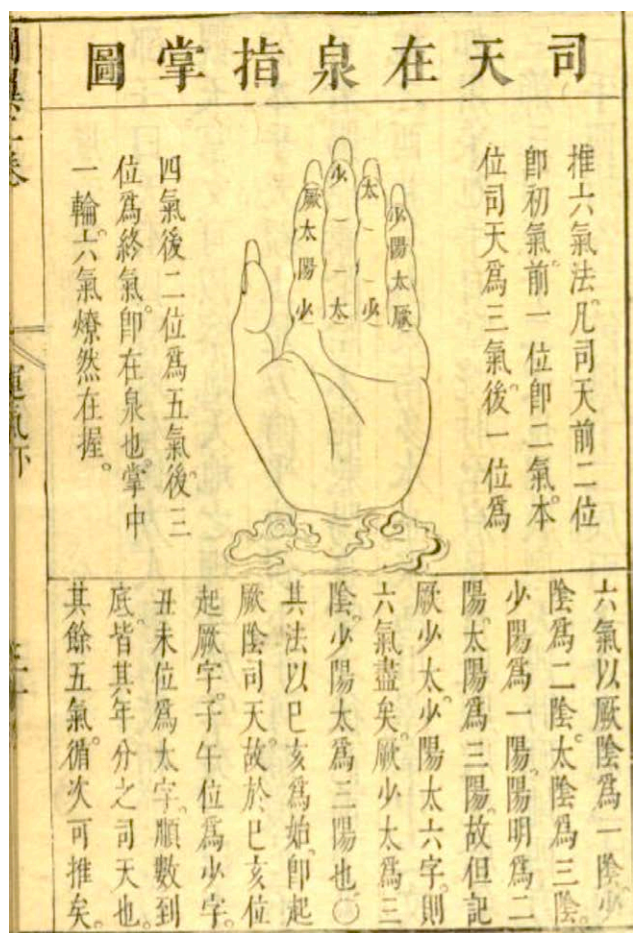 司天在泉指掌圖
推六氣法。凡司天前二位
卽初氣。前一位卽二氣。本
位司天爲三氣。後一位爲
少陽太厥
太少
少太
厥太陽少
四氣。後二位爲五氣。後三
位爲終氣。卽在泉也。掌中
一輪。六氣燎然在握。
六氣以厥陰爲一陰。少
陰爲二陰。太陰爲三陰。
少陽爲一陽。陽明爲二
陽。太陽爲三陽。故但記
厥少太。少陽太六字。則
六氣盡矣。厥少太爲三
陰。少陽太爲三陽也。○
其法以巳亥爲始。卽起
厥陰司天。故於巳亥位
起厥字。子午位爲少字。
丑未位爲太字。順數到
底。皆其年分之司天也。
其餘五氣。循次可推矣。
運氣下